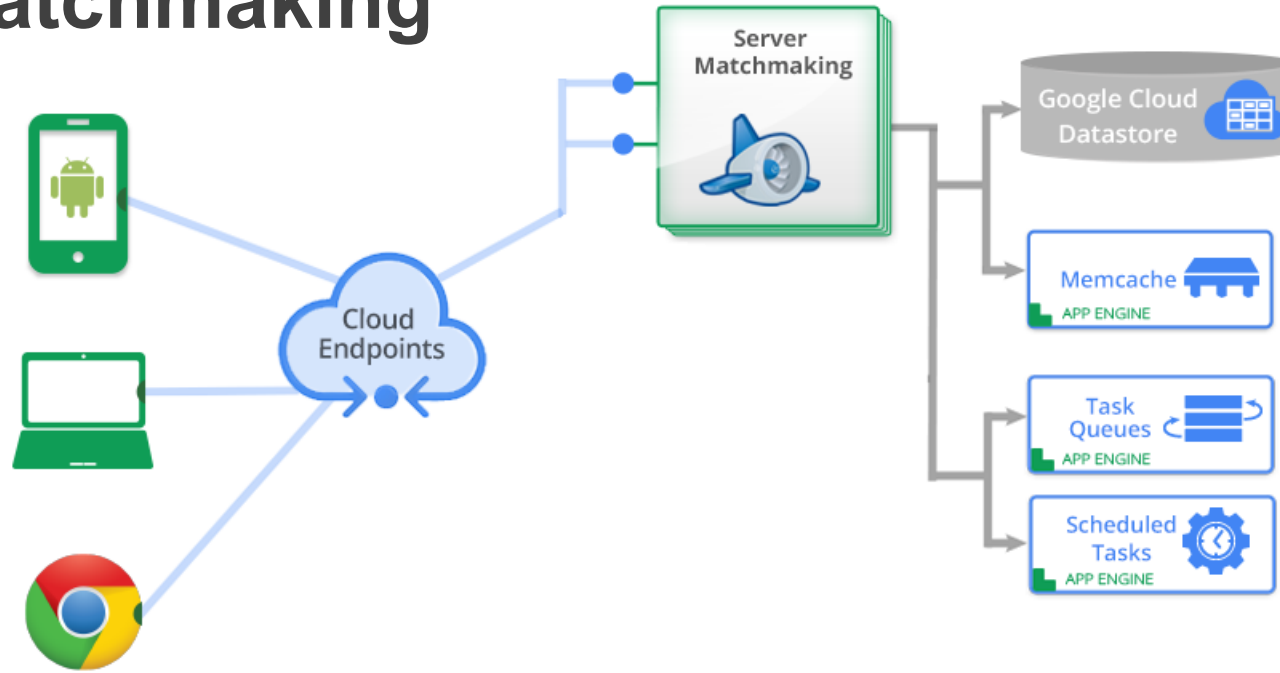 atchmaking
Server
Matchmaking
Google Cloud
Datastore
Memcache
APP ENGINE
Cloud
Endpoints
Task
Queues
APP ENGINE
Scheduled
Tasks
APP ENGINE